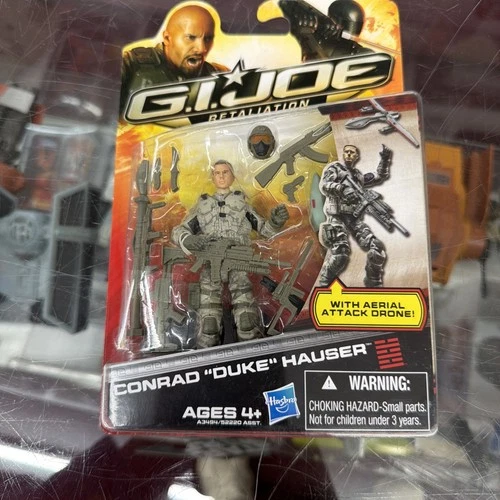 G.I.JOE
RETALIATION
WITH AERIAL
ATTACK DRONE!
CONRAD "DUKE" HAUSER™
AGES 4+
A3494/52220 ASST.
Hasbro
WARNING:
CHOKING HAZARD-Small parts.
Not for children under 3 years.